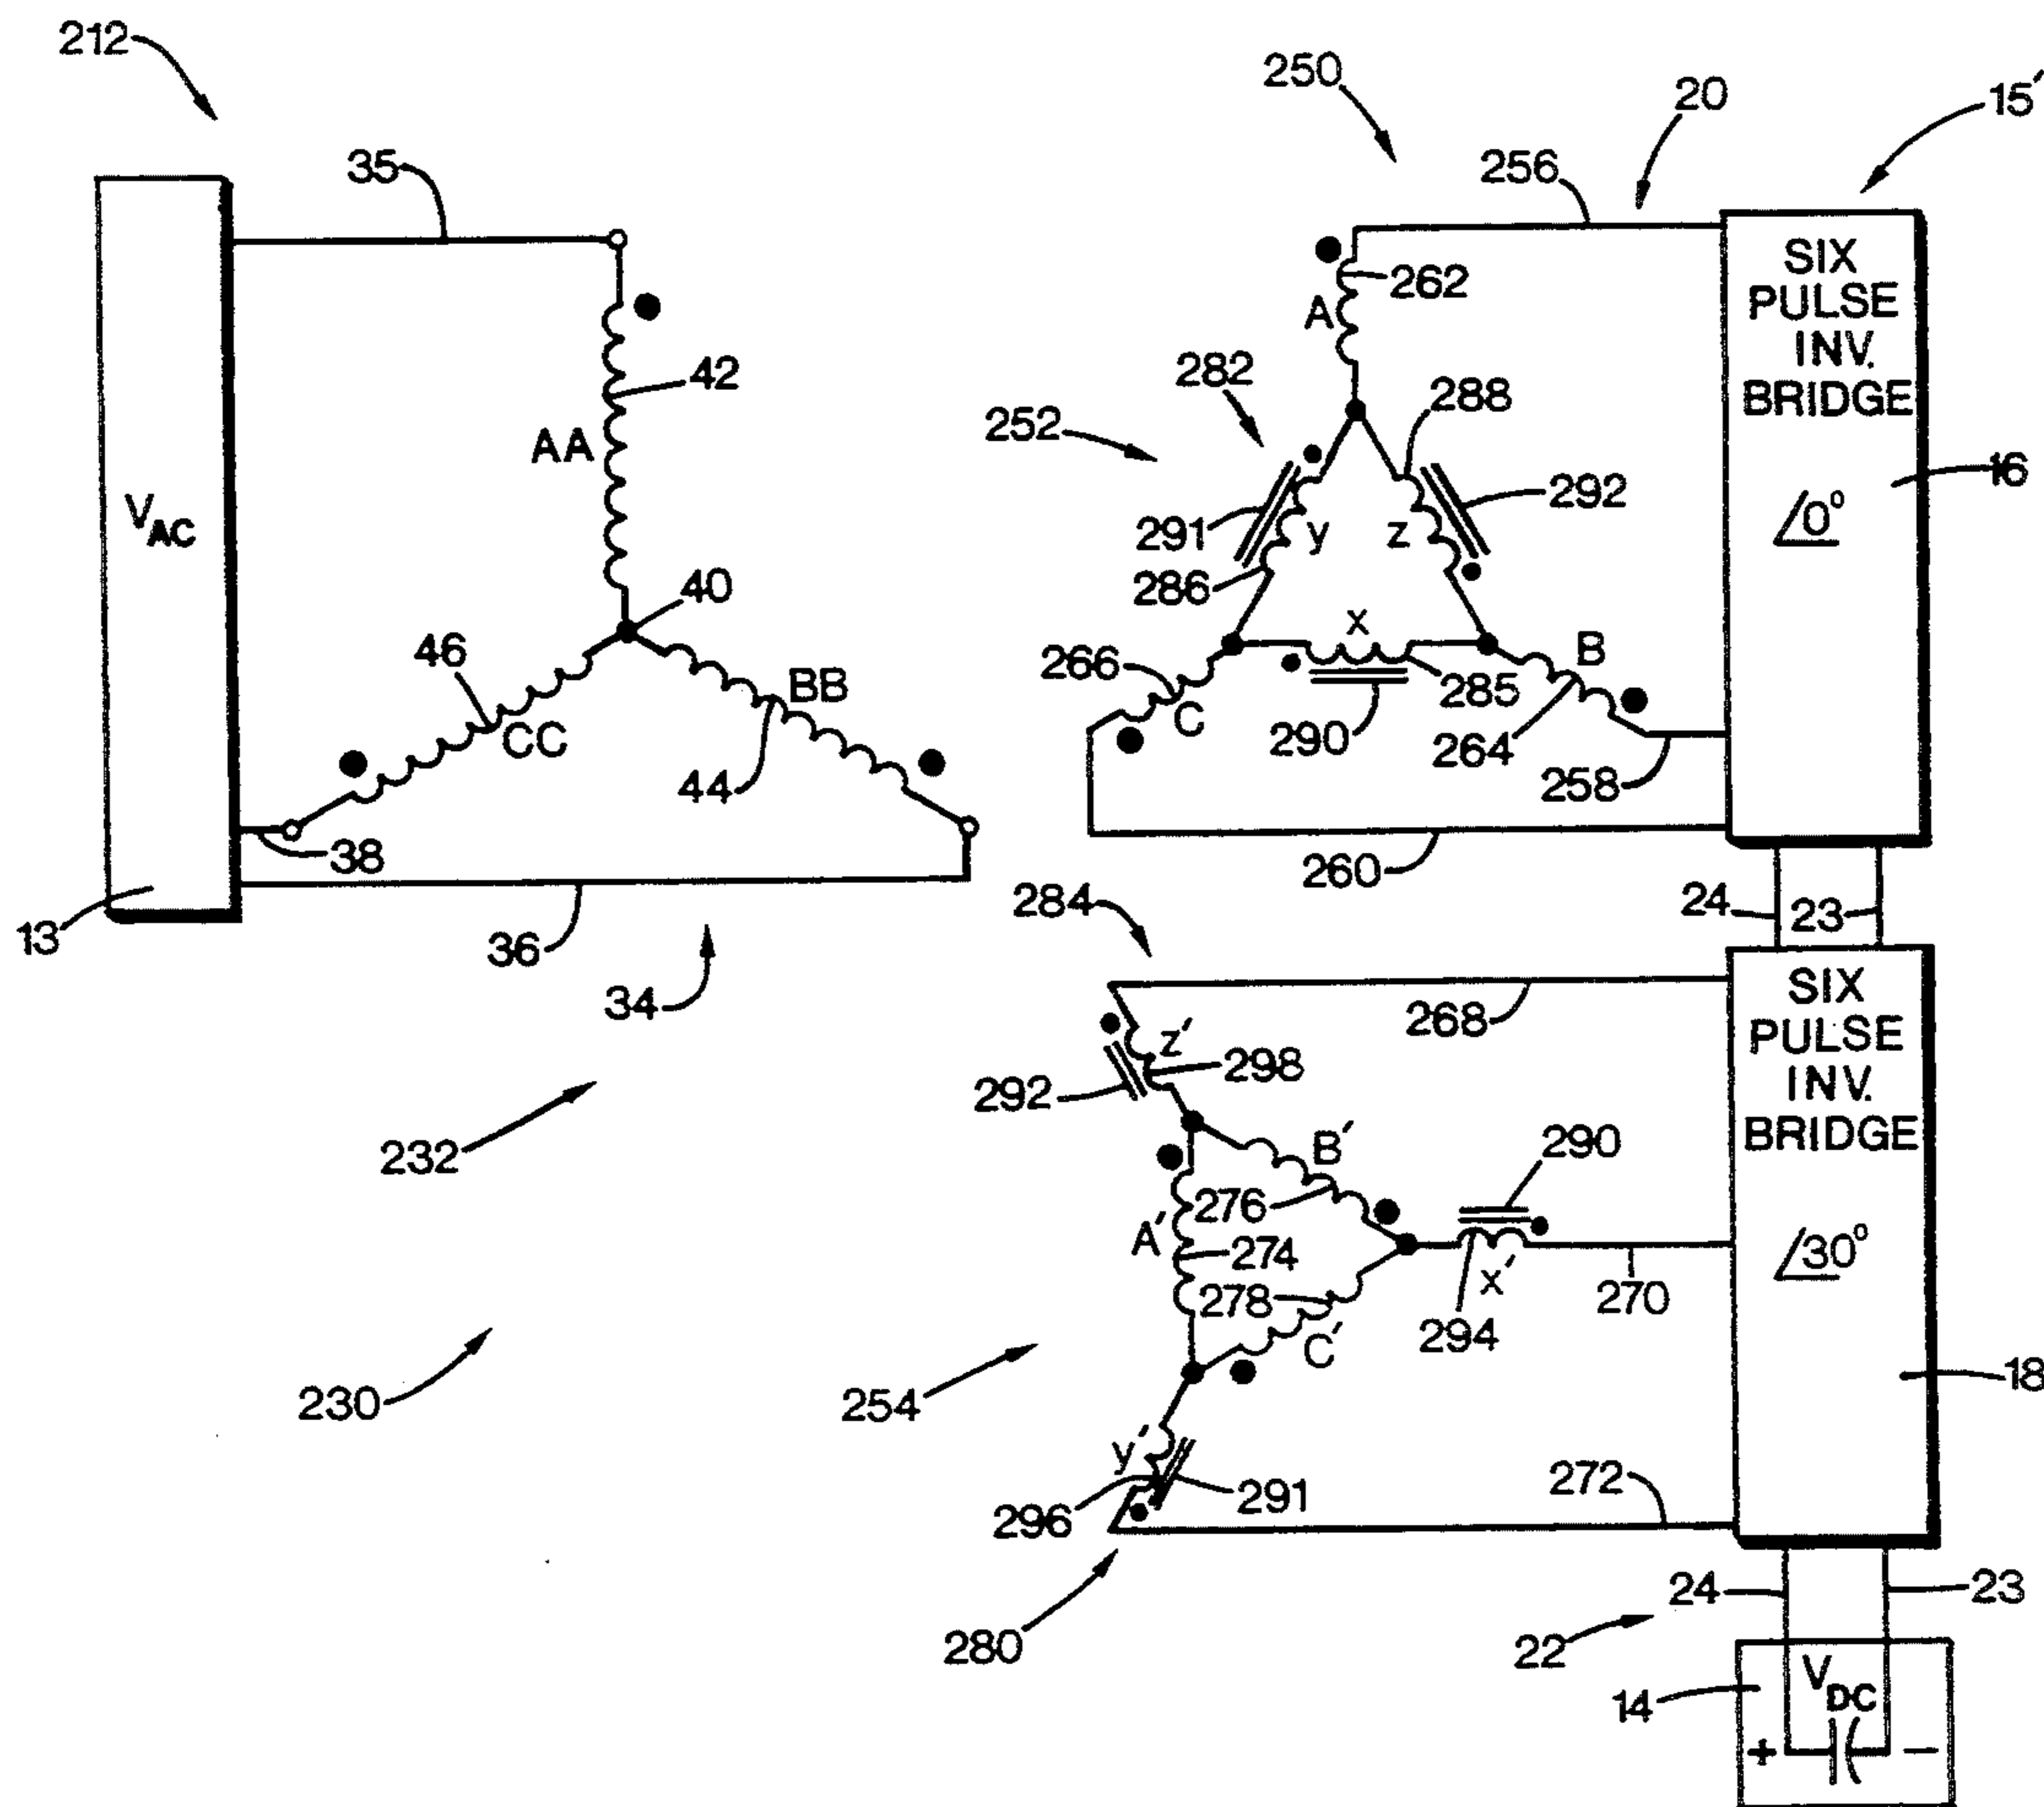 212
250
20
15′
35
256
SIX
PULSE
INV.
BRIDGE
/0°
262
A
42
AA
282
288
252
292
16
V_AC
291
y
z
286
40
x
B
46
BB
266
285
CC
C
290
264
44
258
38
260
13
36
284
24
23
34
268
SIX
PULSE
INV.
BRIDGE
/30°
z′
298
292
232
B′
290
276
A′
274
278
x′
270
C′
294
230
254
18
y′
272
291
296
24
23
280
22
V_DC
14
+
−